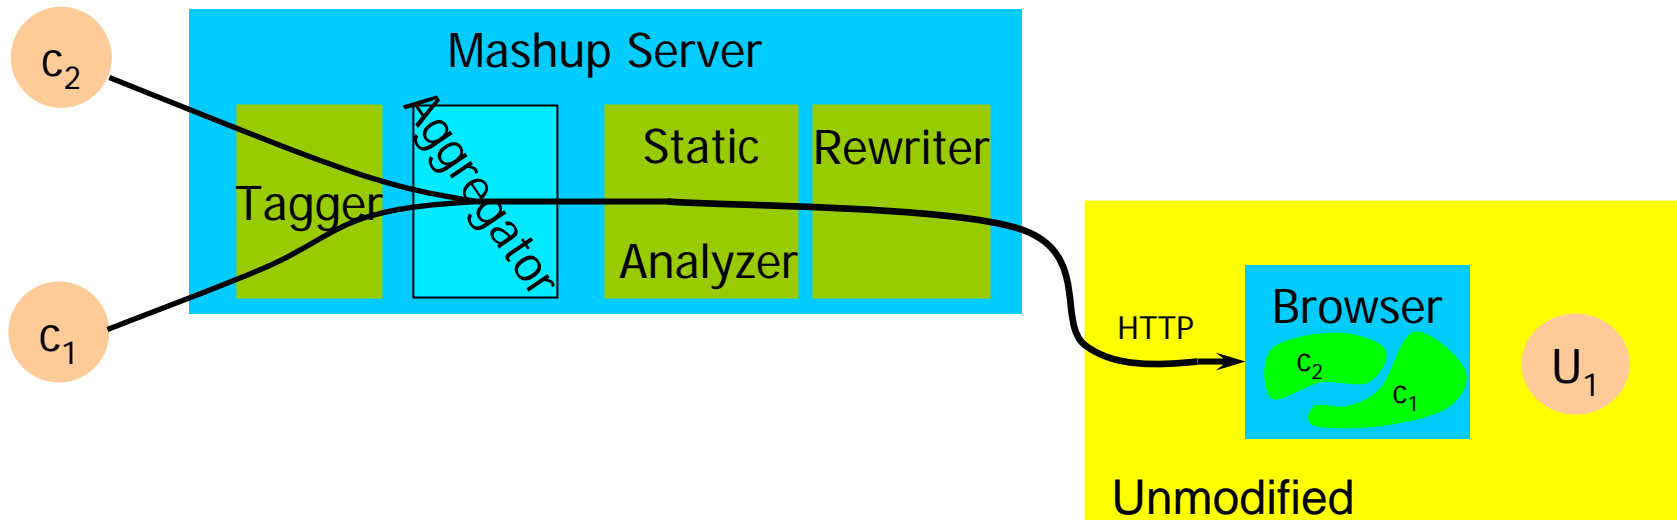 c2
Mashup Server
Aggregator
Static
Rewriter
Tagger
Analyzer
c1
Browser
HTTP
c2
c1
U1
Unmodified